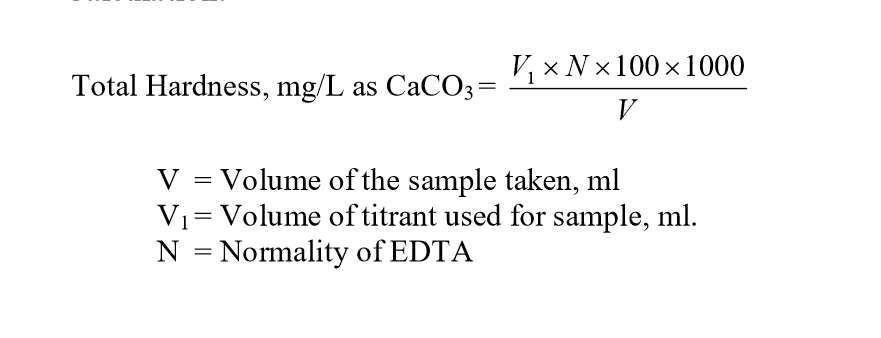 Total Hardness, mg/L as CaCO₃ = V₁ × N × 100 × 1000 / V
V = Volume of the sample taken, ml
V₁ = Volume of titrant used for sample, ml.
N = Normality of EDTA